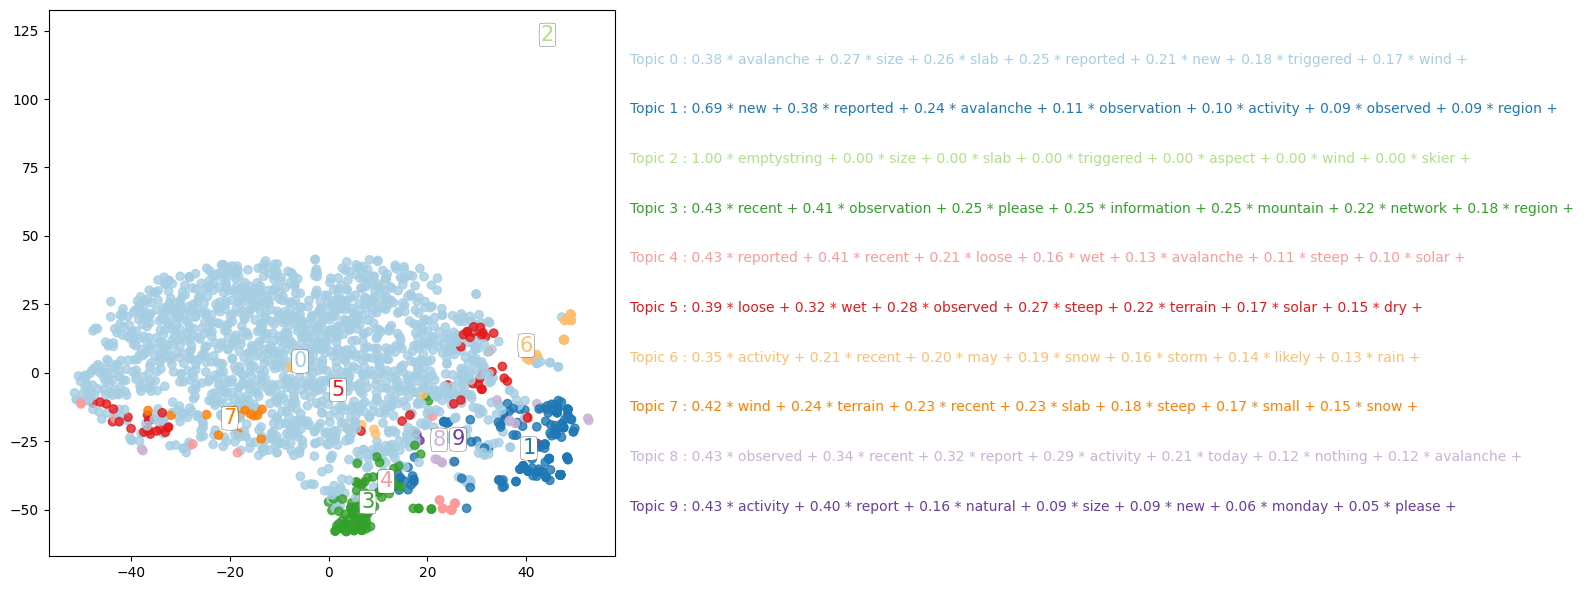 125
100
75
50
25
0
−25
−50
−40
−20
0
20
40
2
0
6
5
7
8
9
1
4
3
Topic 0 : 0.38 * avalanche + 0.27 * size + 0.26 * slab + 0.25 * reported + 0.21 * new + 0.18 * triggered + 0.17 * wind +
Topic 1 : 0.69 * new + 0.38 * reported + 0.24 * avalanche + 0.11 * observation + 0.10 * activity + 0.09 * observed + 0.09 * region +
Topic 2 : 1.00 * emptystring + 0.00 * size + 0.00 * slab + 0.00 * triggered + 0.00 * aspect + 0.00 * wind + 0.00 * skier +
Topic 3 : 0.43 * recent + 0.41 * observation + 0.25 * please + 0.25 * information + 0.25 * mountain + 0.22 * network + 0.18 * region +
Topic 4 : 0.43 * reported + 0.41 * recent + 0.21 * loose + 0.16 * wet + 0.13 * avalanche + 0.11 * steep + 0.10 * solar +
Topic 5 : 0.39 * loose + 0.32 * wet + 0.28 * observed + 0.27 * steep + 0.22 * terrain + 0.17 * solar + 0.15 * dry +
Topic 6 : 0.35 * activity + 0.21 * recent + 0.20 * may + 0.19 * snow + 0.16 * storm + 0.14 * likely + 0.13 * rain +
Topic 7 : 0.42 * wind + 0.24 * terrain + 0.23 * recent + 0.23 * slab + 0.18 * steep + 0.17 * small + 0.15 * snow +
Topic 8 : 0.43 * observed + 0.34 * recent + 0.32 * report + 0.29 * activity + 0.21 * today + 0.12 * nothing + 0.12 * avalanche +
Topic 9 : 0.43 * activity + 0.40 * report + 0.16 * natural + 0.09 * size + 0.09 * new + 0.06 * monday + 0.05 * please +